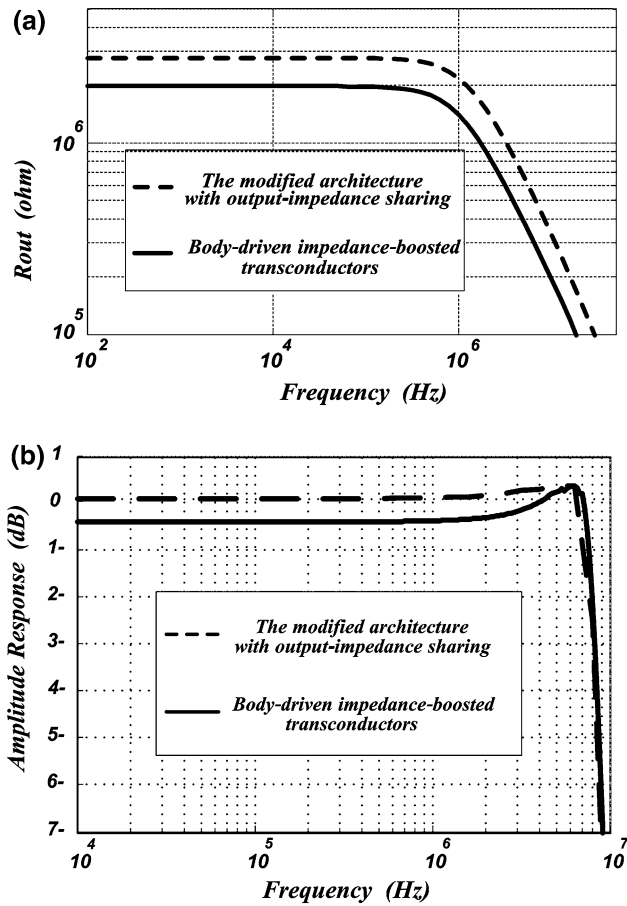 (a)
10^6
10^5
Rout (ohm)
The modified architecture
with output-impedance sharing
Body-driven impedance-boosted
transconductors
10^2
10^4
10^6
Frequency (Hz)
(b)
1
0
1-
2-
3-
4-
5-
6-
7-
Amplitude Response (dB)
The modified architecture
with output-impedance sharing
Body-driven impedance-boosted
transconductors
10^4
10^5
10^6
10^7
Frequency (Hz)